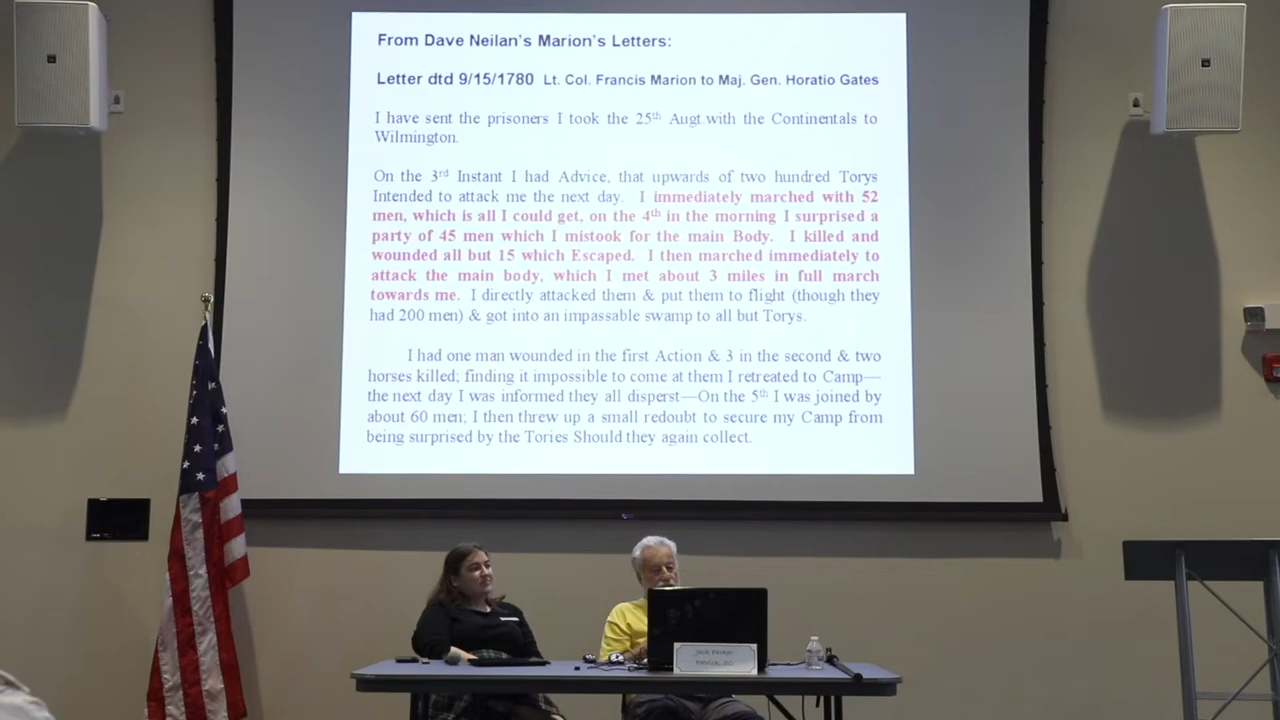 From Dave Neilan's Marion's Letters:
Letter dtd 9/15/1780 Lt. Col. Francis Marion to Maj. Gen. Horatio Gates
I have sent the prisoners I took the 25th Augt.with the Continentals to
Wilmington.
On the 3rd Instant I had Advice, that upwards of two hundred Torys
Intended to attack me the next day. I immediately marched with 52
men, which is all I could get, on the 4th in the morning I surprised a
party of 45 men which I mistook for the main Body. I killed and
wounded all but 15 which Escaped. I then marched immediately to
attack the main body, which I met about 3 miles in full march
towards me. I directly attacked them & put them to flight (though they
had 200 men) & got into an impassable swamp to all but Torys.
I had one man wounded in the first Action & 3 in the second & two
horses killed; finding it impossible to come at them I retreated to Camp—
the next day I was informed they all disperst—On the 5th I was joined by
about 60 men; I then threw up a small redoubt to secure my Camp from
being surprised by the Tories Should they again collect.
Jack Parker
Patrick, SC